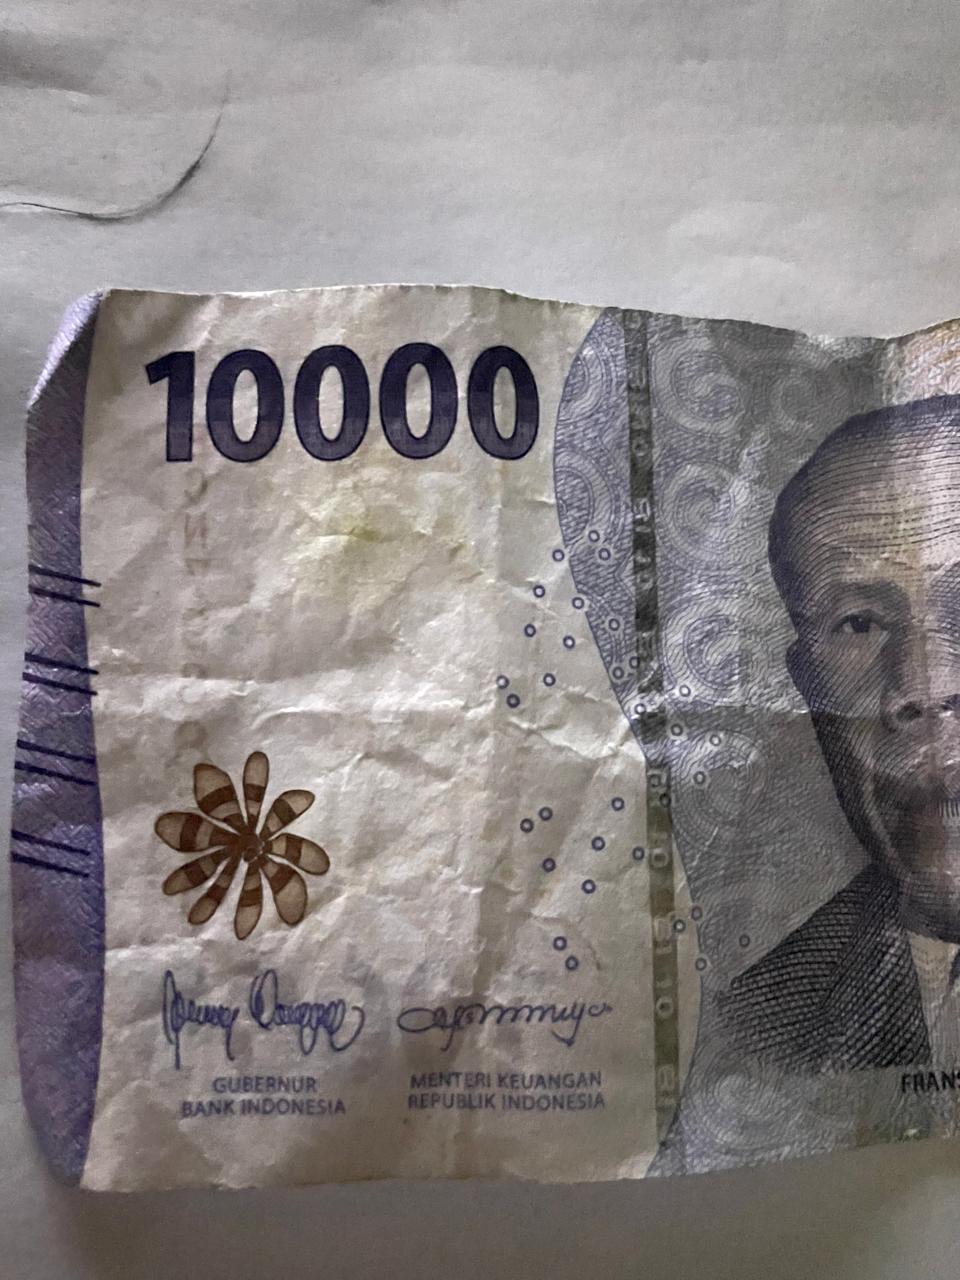 10000
GUBERNUR
BANK INDONESIA
MENTERI KEUANGAN
REPUBLIK INDONESIA
FRANS